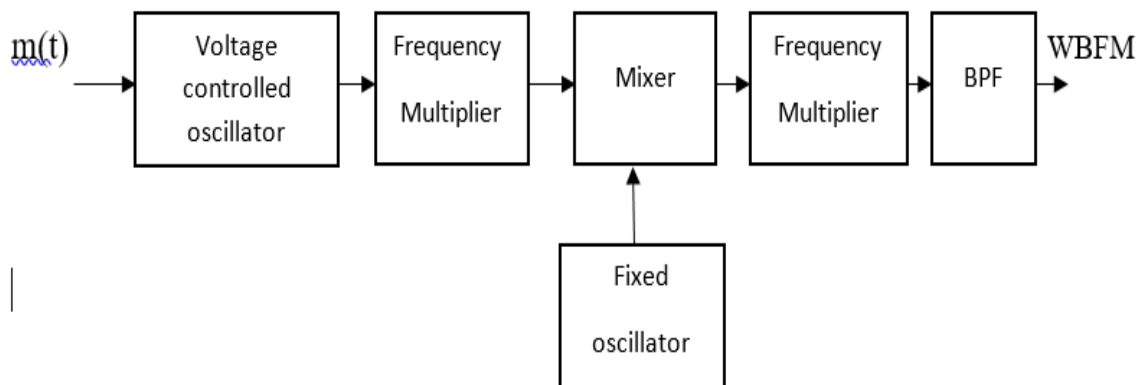 m(t)
Voltage
controlled
oscillator
Frequency
Multiplier
Mixer
Frequency
Multiplier
BPF
WBFM
Fixed
oscillator